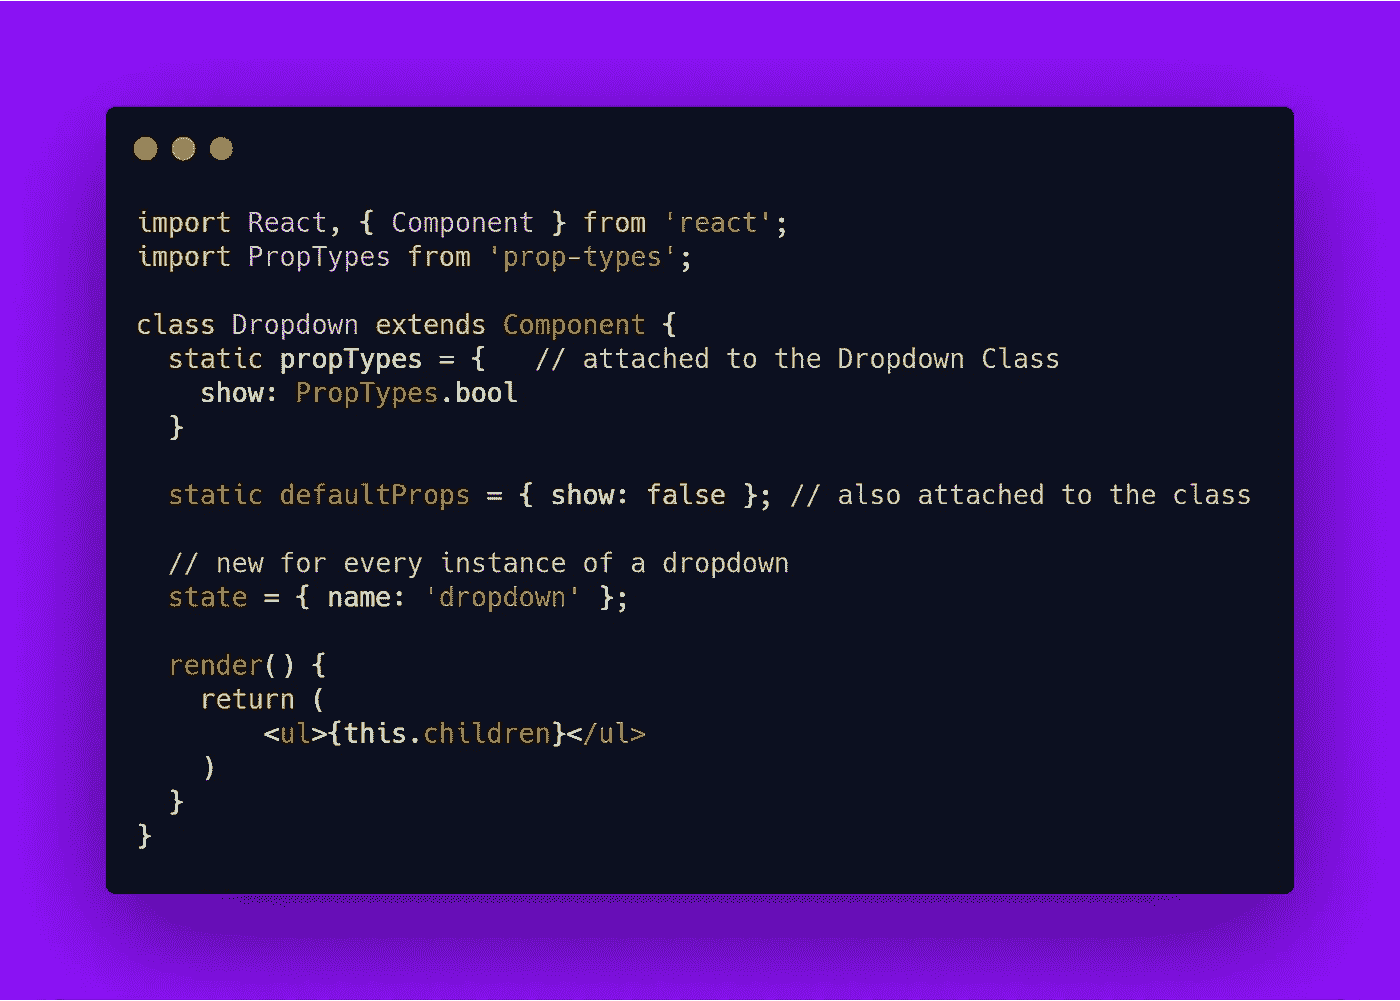 import React, { Component } from 'react';
import PropTypes from 'prop-types';
class Dropdown extends Component {
static propTypes = {   // attached to the Dropdown Class
show: PropTypes.bool
}
static defaultProps = { show: false }; // also attached to the class
// new for every instance of a dropdown
state = { name: 'dropdown' };
render() {
return (
<ul>{this.children}</ul>
)
}
}